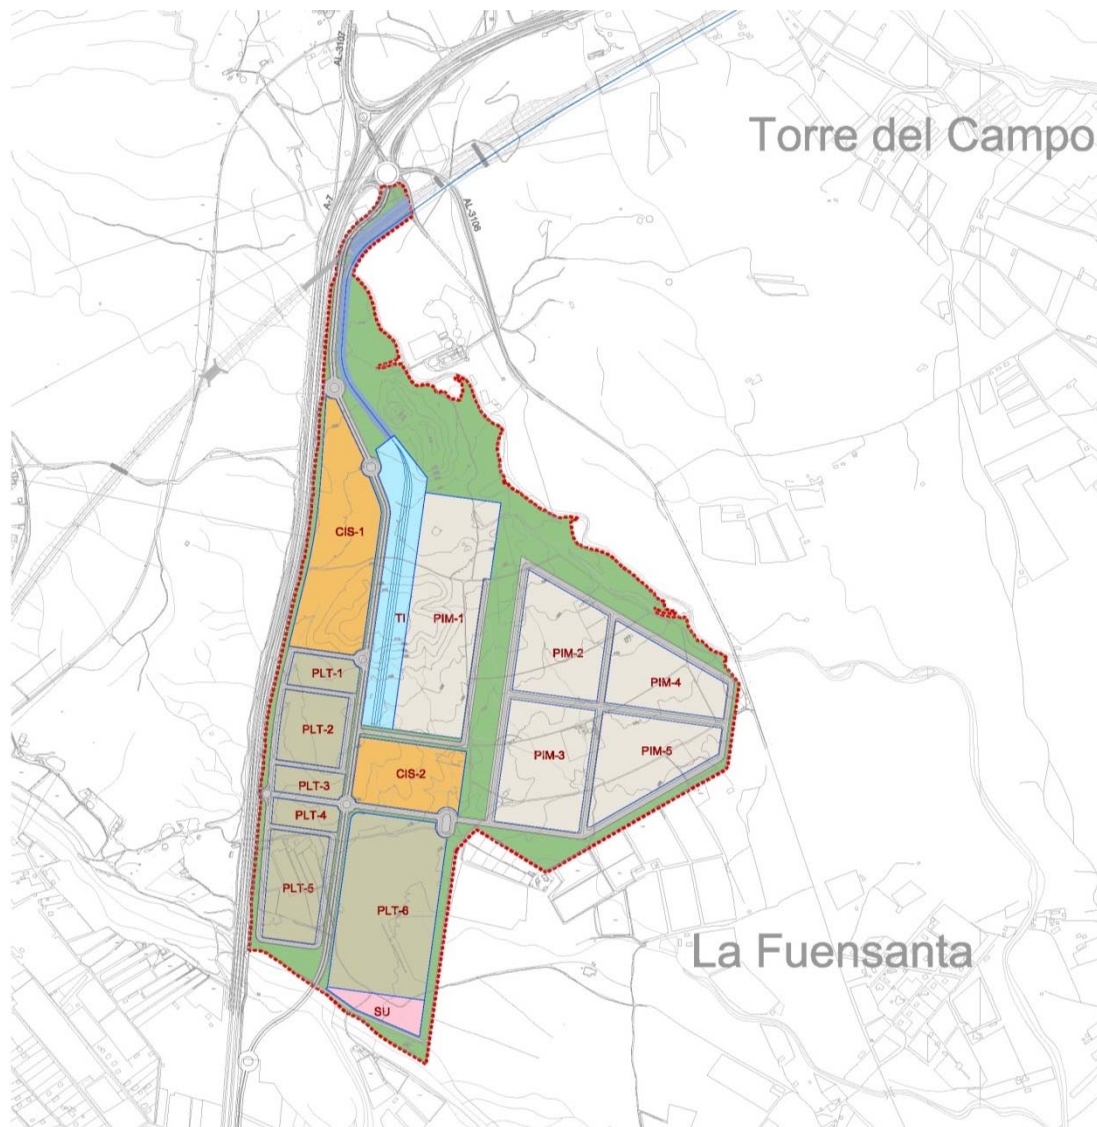 AL-3107
Torre del Campo
A-7
AL-3108
CIS-1
TI
PIM-1
PIM-2
PLT-1
PIM-4
PLT-2
PIM-3
PIM-5
CIS-2
PLT-3
PLT-4
PLT-5
PLT-6
La Fuensanta
SU